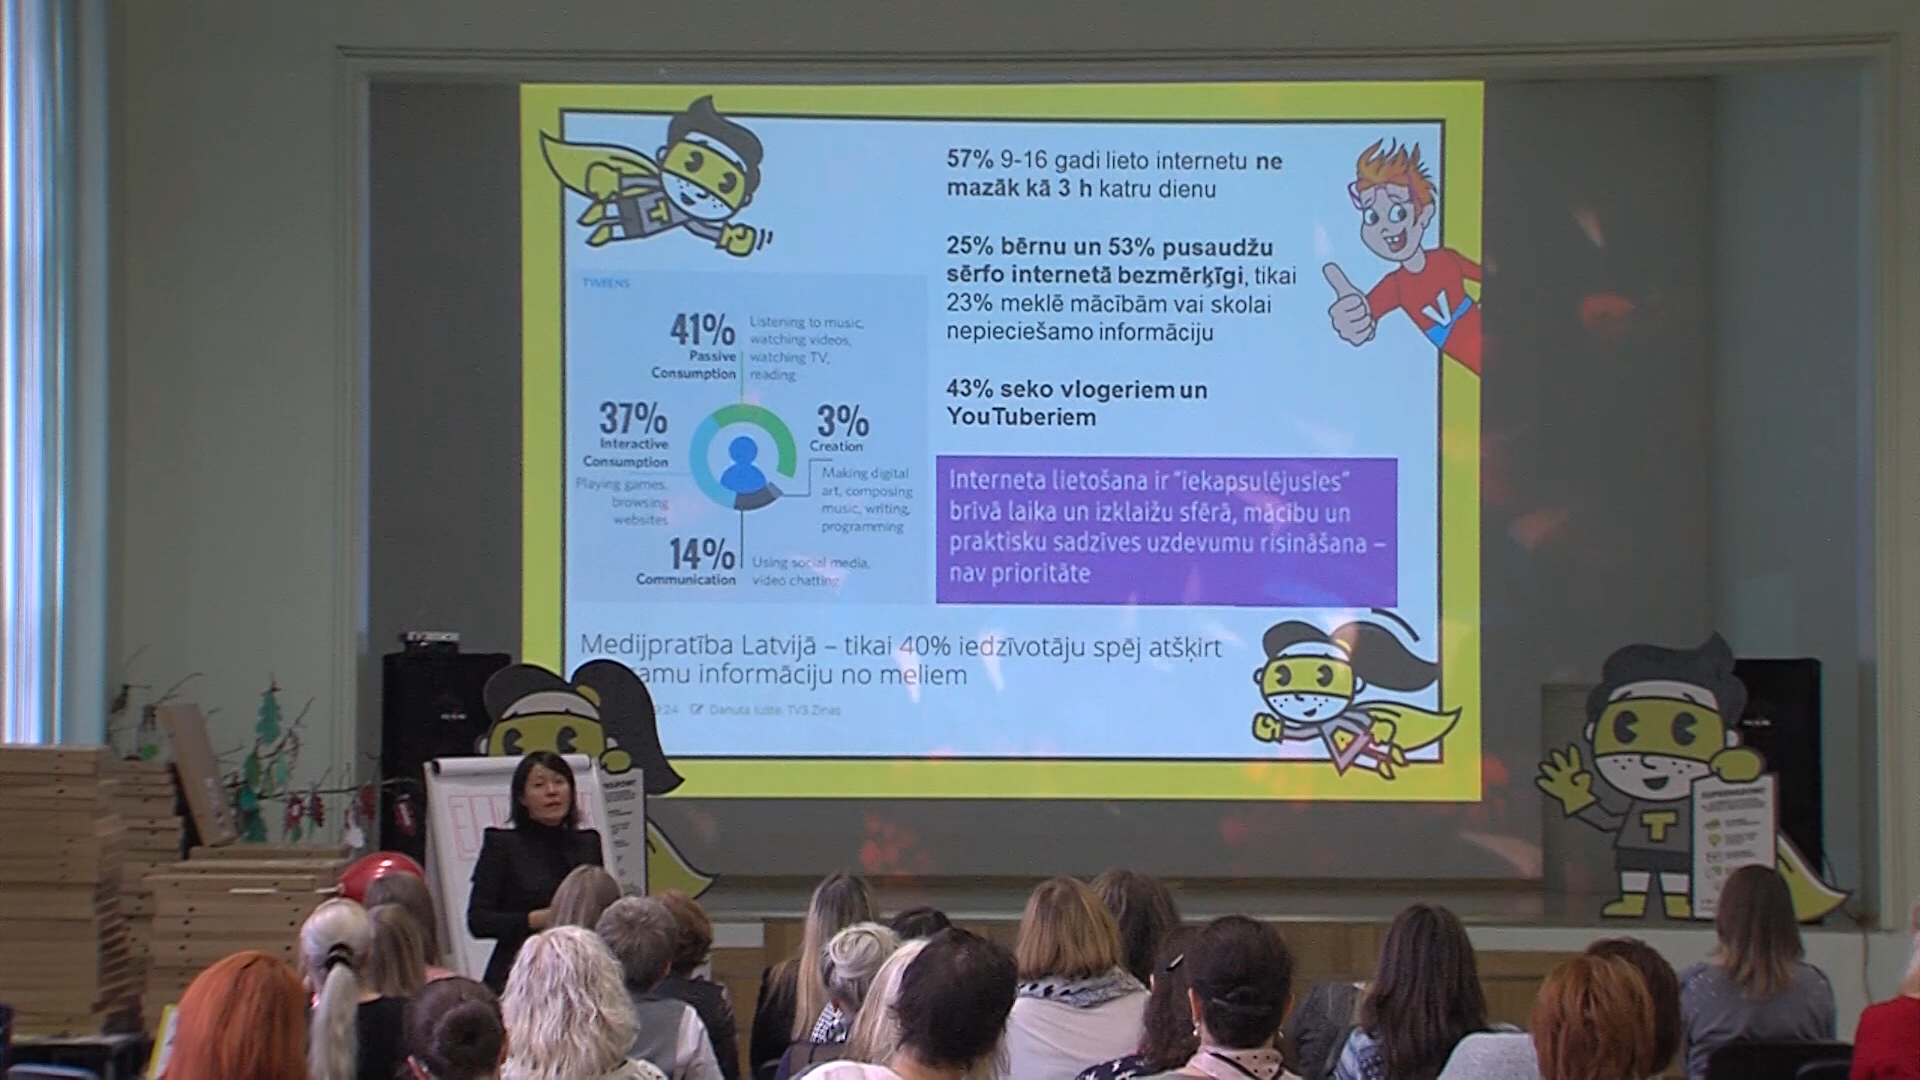 57% 9-16 gadi lieto internetu ne
mazāk kā 3 h katru dienu
25% bērnu un 53% pusaudžu
sērfo internetā bezmērķīgi, tikai
23% meklē mācībām vai skolai
nepieciešamo informāciju
43% seko vlogeriem un
YouTuberiem
TWEENS
41%
Passive
Consumption
Listening to music,
watching videos,
watching TV,
reading
37%
Interactive
Consumption
Playing games,
browsing
websites
3%
Creation
Making digital
art, composing
music, writing,
programming
14%
Communication
Using social media,
video chatting
Interneta lietošana ir "iekapsulējusies"
brīvā laika un izklaižu sfērā, mācību un
praktisku sadzīves uzdevumu risināšana –
nav prioritāte
Medijpratība Latvijā – tikai 40% iedzīvotāju spēj atšķirt
amu informāciju no meliem
TV3 Ziņas
T
V
T